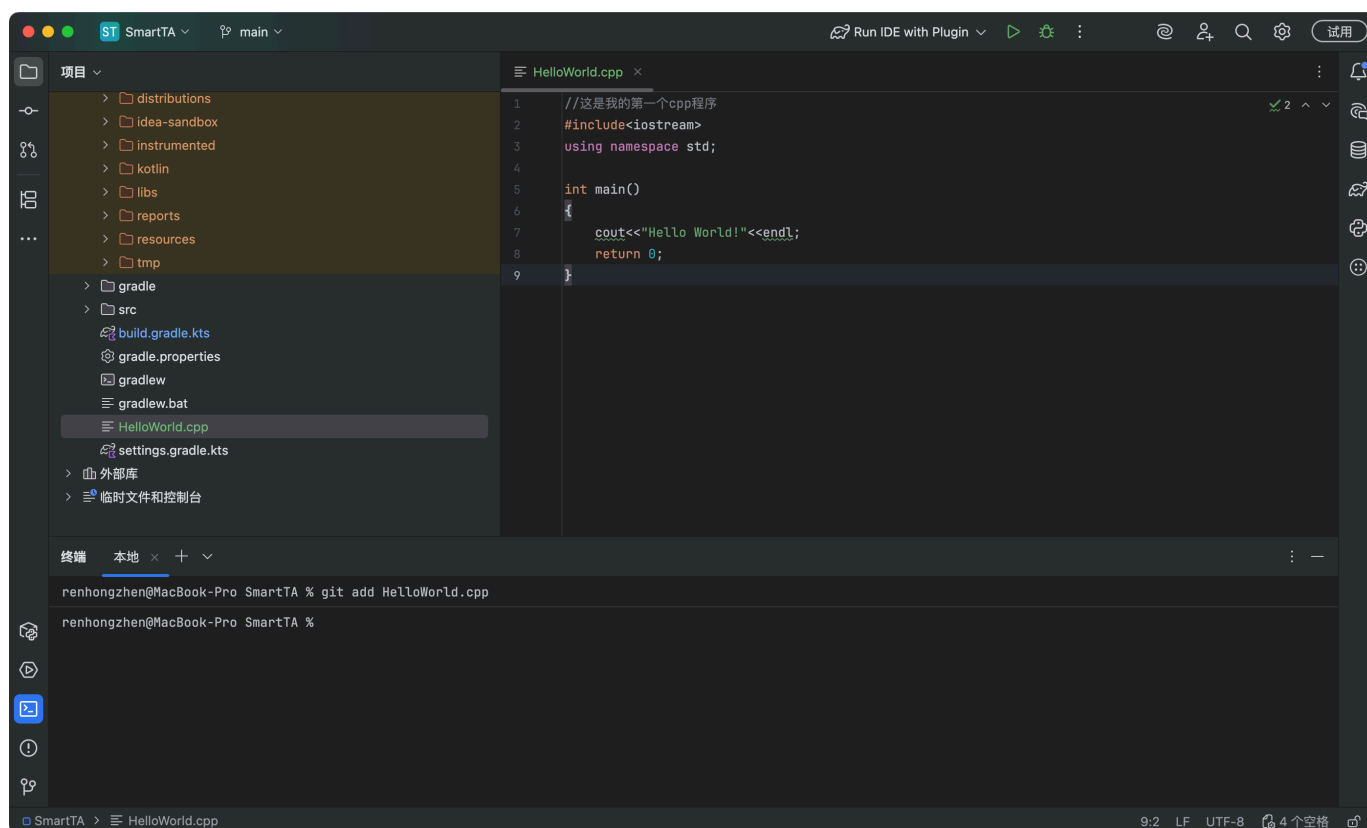 ST SmartTA main Run IDE with Plugin 试用
项目
distributions
idea-sandbox
instrumented
kotlin
libs
reports
resources
tmp
gradle
src
build.gradle.kts
gradle.properties
gradlew
gradlew.bat
HelloWorld.cpp
settings.gradle.kts
外部库
临时文件和控制台
HelloWorld.cpp
1 //这是我的第一个cpp程序
2 #include<iostream>
3 using namespace std;
4
5 int main()
6 {
7 cout<<"Hello World!"<<endl;
8 return 0;
9 }
2
终端 本地
renhongzhen@MacBook-Pro SmartTA % git add HelloWorld.cpp
renhongzhen@MacBook-Pro SmartTA %
SmartTA > HelloWorld.cpp 9:2 LF UTF-8 4 个空格